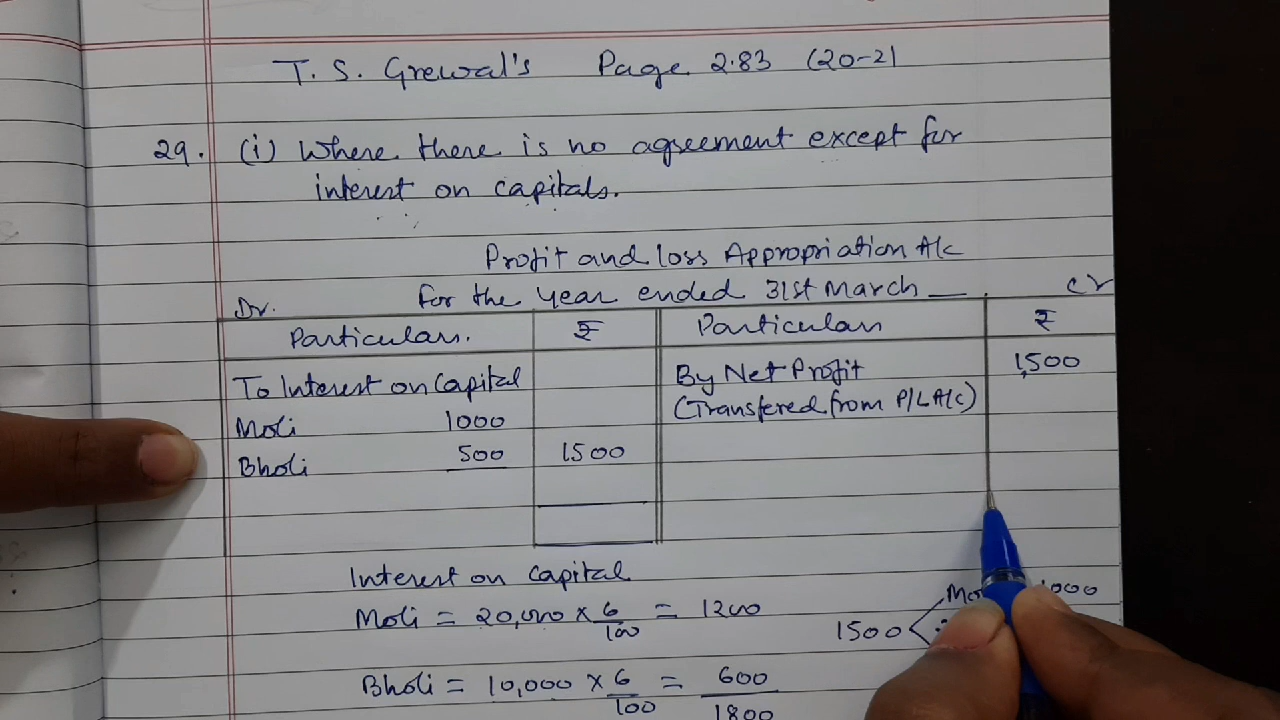 T. S. Grewal's Page 2.83 (20-21
29. (i) Where there is no agreement except for
interest on capitals.
Profit and loss Appropriation A/c
for the year ended 31st March __.
Dr. Cr
Particulars. ₹ Particulars ₹
To Interest on Capital By Net Profit 1,500
Moli 1000 (Transfered from P/L A/c)
Bholi 500 1500
Interest on Capital
Moli = 20,000 × 6/100 = 1200
1500
Bholi = 10,000 × 6/100 = 600
1800